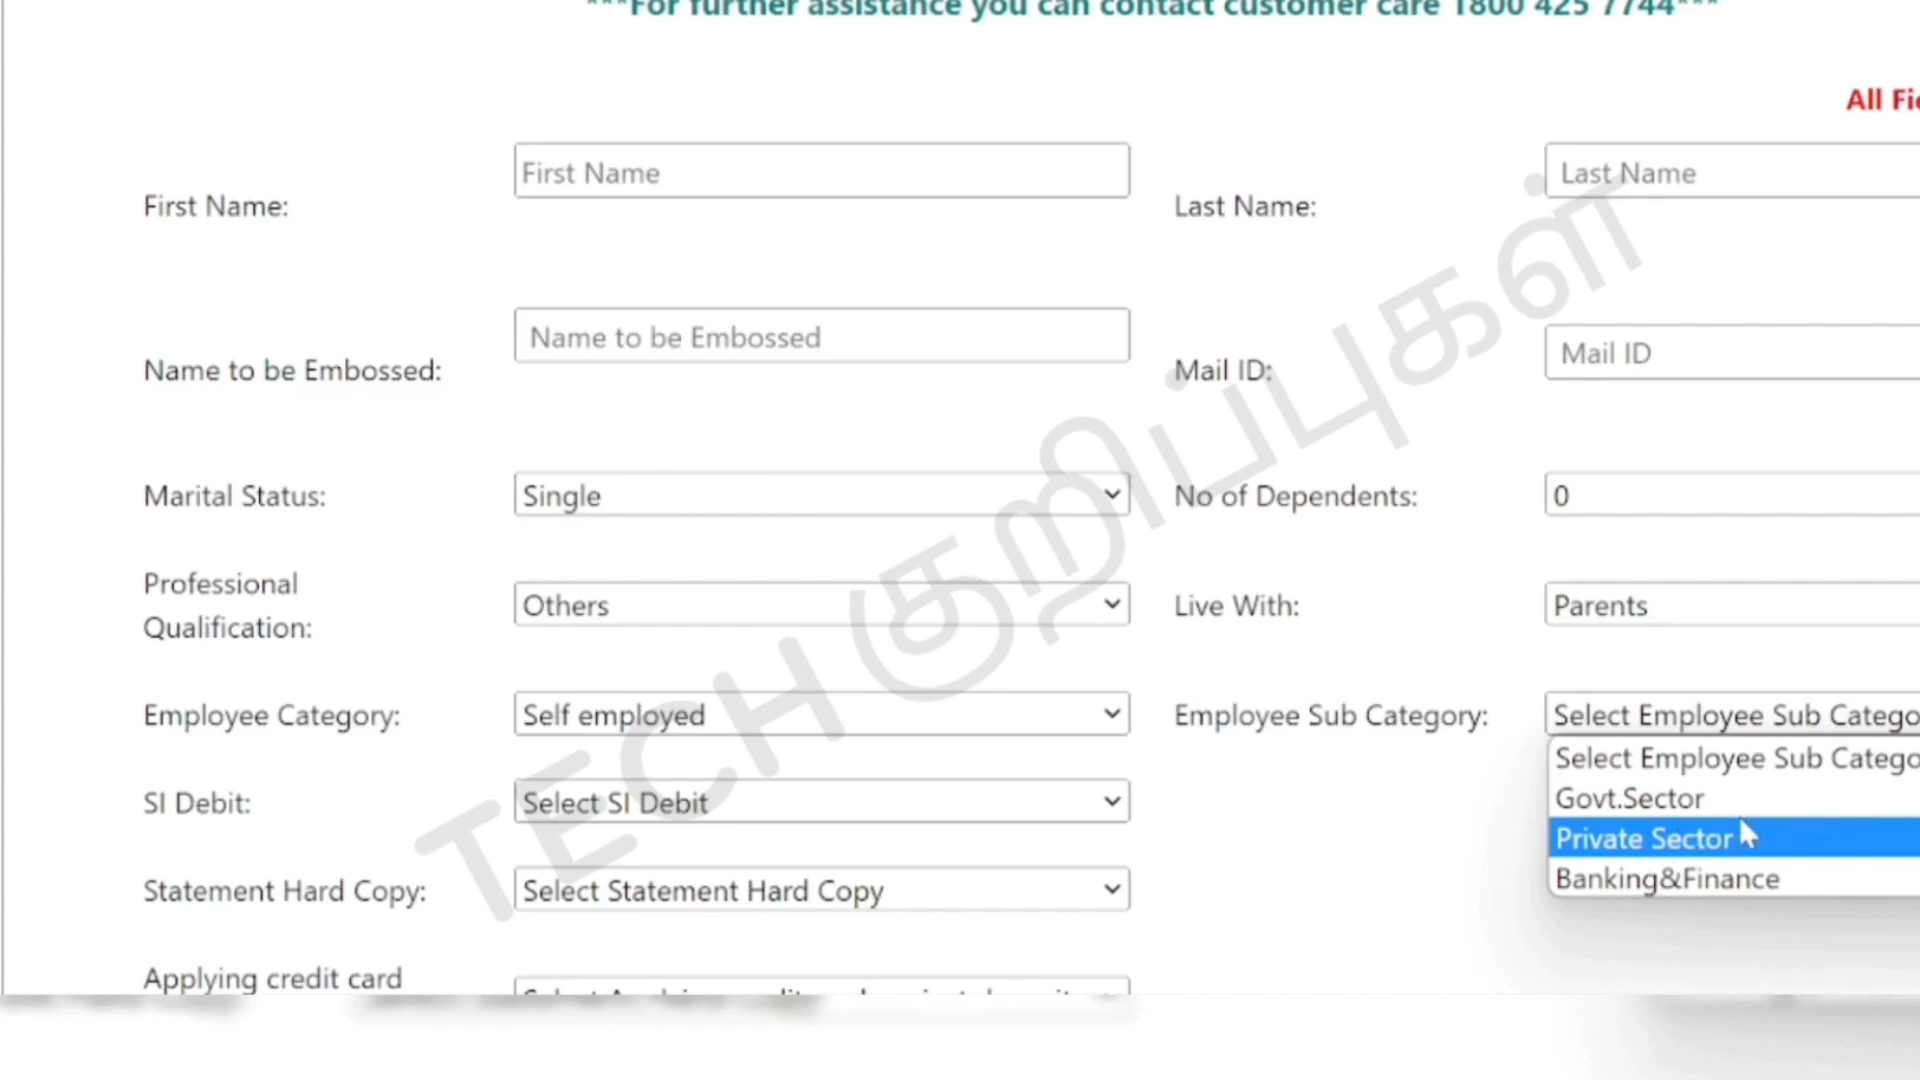 ***For further assistance you can contact customer care 1800 425 7744***
All
First Name: First Name Last Name: Last Name
Name to be Embossed: Name to be Embossed Mail ID: Mail ID
Marital Status: Single No of Dependents: 0
Professional
Qualification: Others Live With: Parents
Employee Category: Self employed Employee Sub Category: Select Employee Sub
Select Employee Sub
Govt.Sector
SI Debit: Select SI Debit Private Sector
Banking&Finance
Statement Hard Copy: Select Statement Hard Copy
Applying credit card
TECH குறிப்புகள்